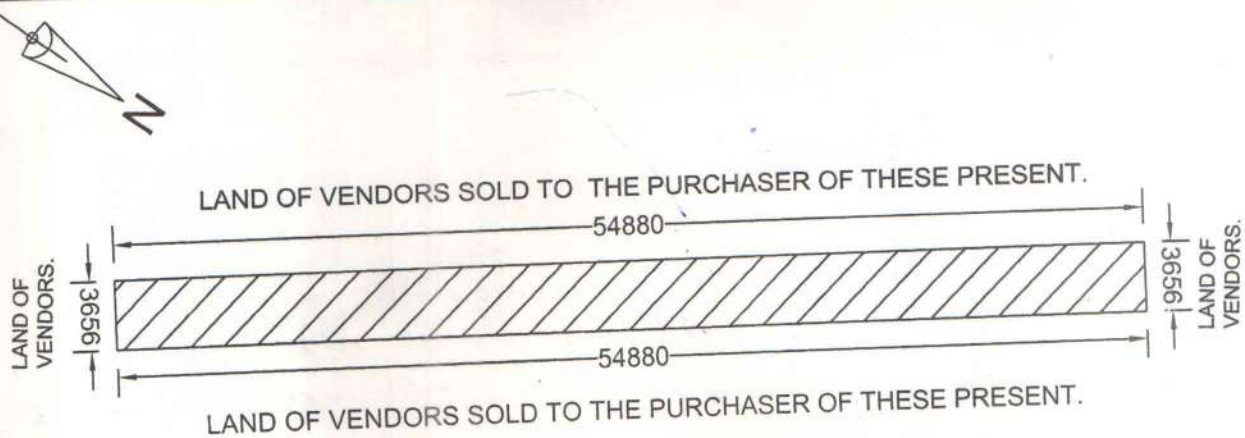 N
LAND OF VENDORS SOLD TO THE PURCHASER OF THESE PRESENT.
54880
LAND OF
VENDORS.
3656
3656
LAND OF
VENDORS.
54880
LAND OF VENDORS SOLD TO THE PURCHASER OF THESE PRESENT.